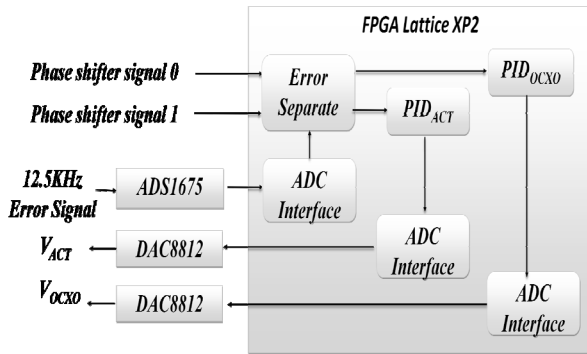 FPGA Lattice XP2
Phase shifter signal 0
Phase shifter signal 1
Error
Separate
PID_OCXO
PID_ACT
12.5KHz
Error Signal
ADS1675
ADC
Interface
V_ACT
DAC8812
ADC
Interface
V_OCXO
DAC8812
ADC
Interface